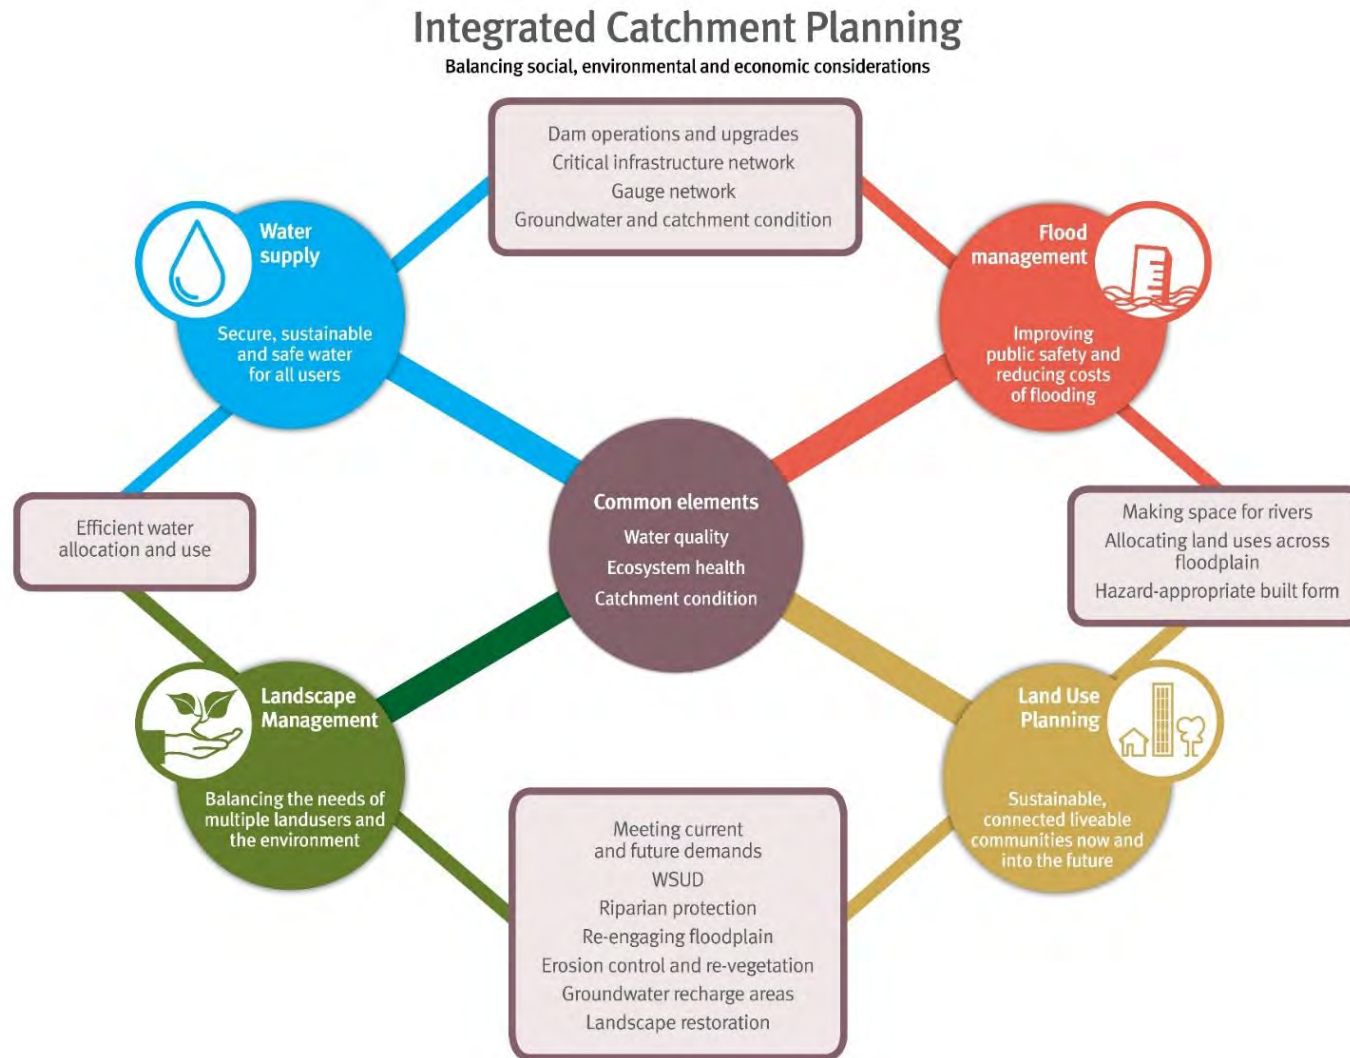 Integrated Catchment Planning
Balancing social, environmental and economic considerations
Dam operations and upgrades
Critical infrastructure network
Gauge network
Groundwater and catchment condition
Water
supply
Secure, sustainable
and safe water
for all users
Flood
management
Improving
public safety and
reducing costs
of flooding
Common elements
Water quality
Ecosystem health
Catchment condition
Efficient water
allocation and use
Making space for rivers
Allocating land uses across
floodplain
Hazard-appropriate built form
Landscape
Management
Balancing the needs of
multiple landusers and
the environment
Land Use
Planning
Sustainable,
connected liveable
communities now and
into the future
Meeting current
and future demands
WSUD
Riparian protection
Re-engaging floodplain
Erosion control and re-vegetation
Groundwater recharge areas
Landscape restoration